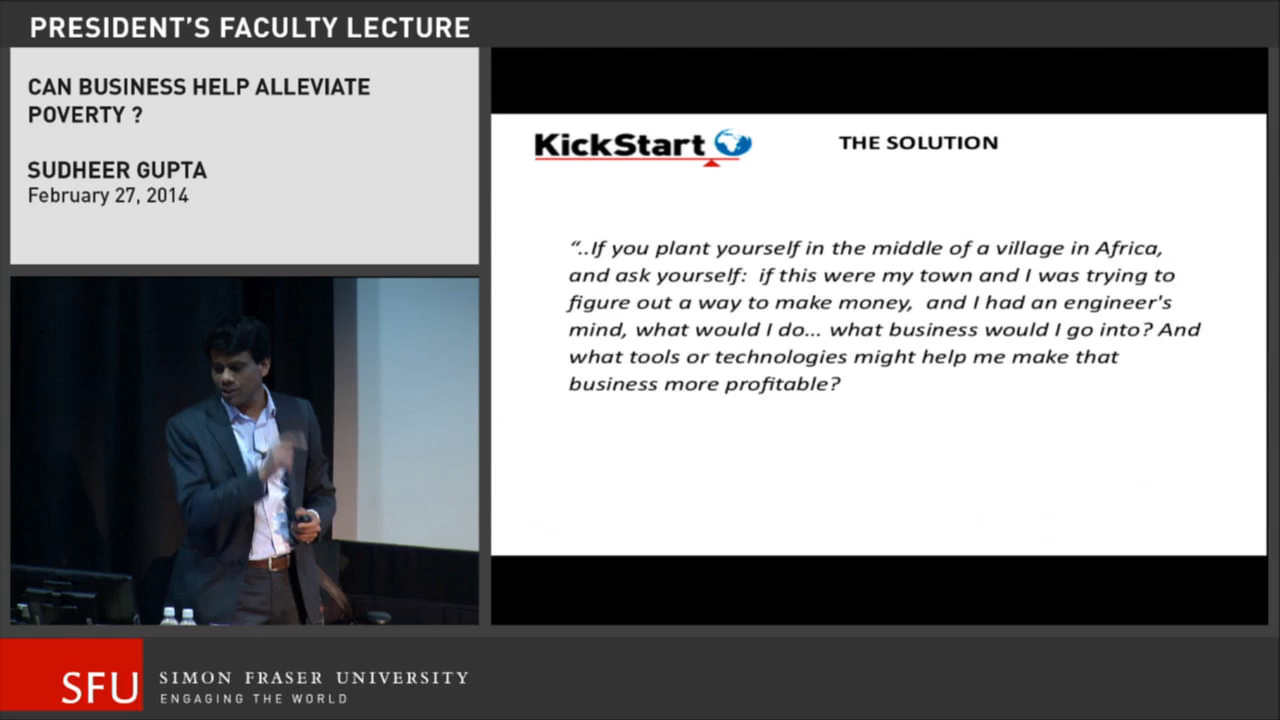 PRESIDENT'S FACULTY LECTURE
CAN BUSINESS HELP ALLEVIATE
POVERTY ?
SUDHEER GUPTA
February 27, 2014
KickStart
THE SOLUTION
“..If you plant yourself in the middle of a village in Africa,
and ask yourself:  if this were my town and I was trying to
figure out a way to make money,  and I had an engineer's
mind, what would I do... what business would I go into? And
what tools or technologies might help me make that
business more profitable?
SFU
SIMON FRASER UNIVERSITY
ENGAGING THE WORLD